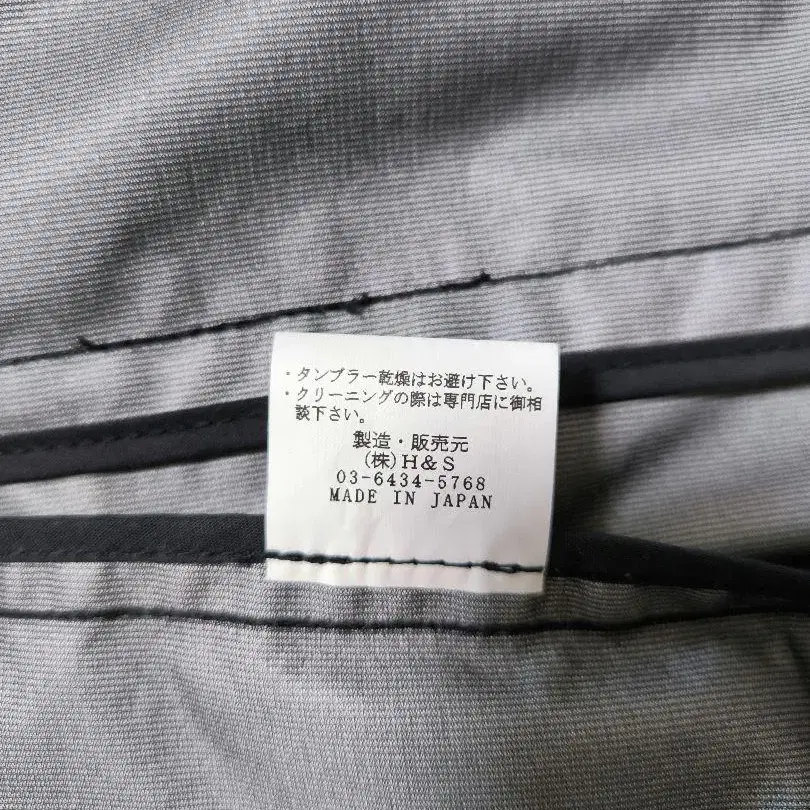 ・タンブラー乾燥はお避け下さい。
・クリーニングの際は専門店に御相
談下さい。
製造・販売元
(株)H&S
03-6434-5768
MADE IN JAPAN